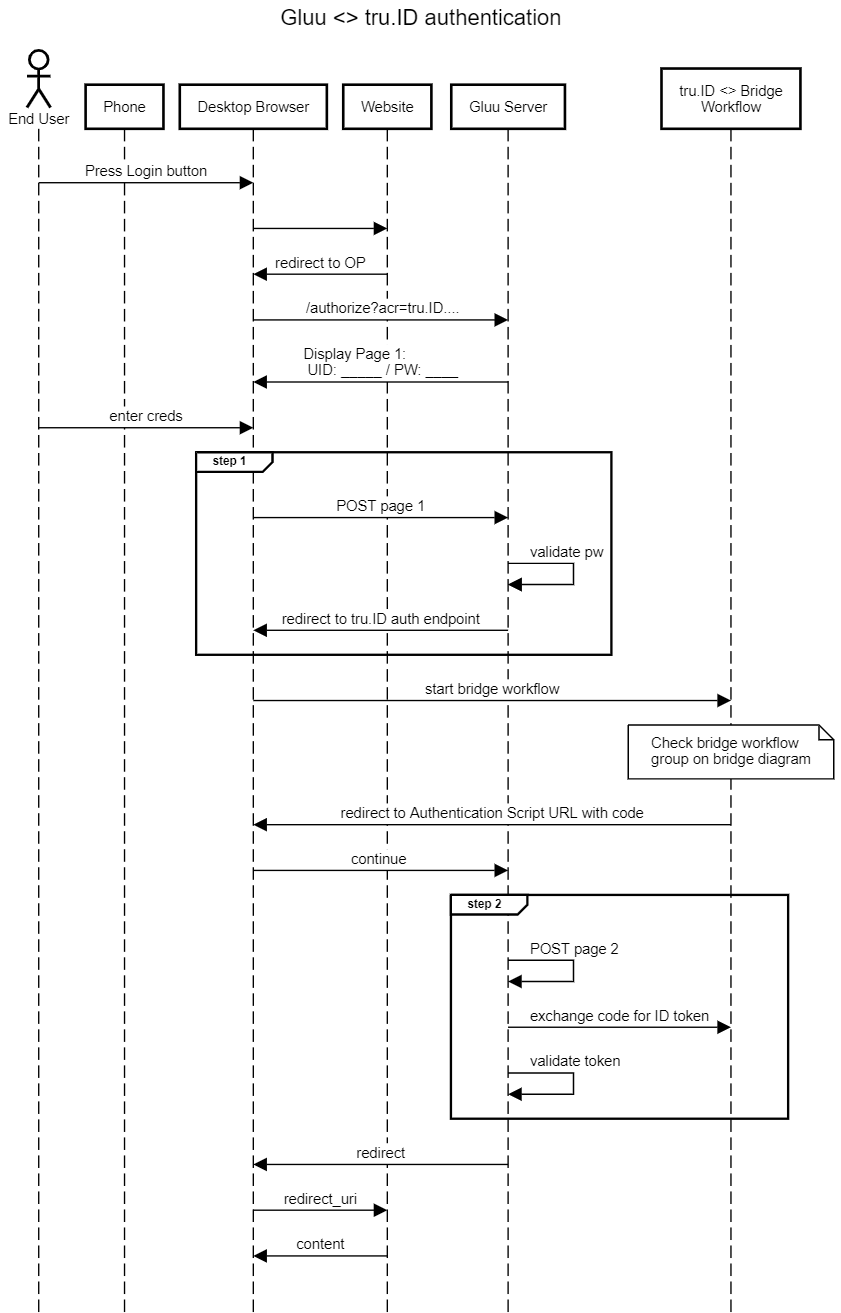 Gluu <> tru.ID authentication
End User
Phone
Desktop Browser
Website
Gluu Server
tru.ID <> Bridge
Workflow
Press Login button
redirect to OP
/authorize?acr=tru.ID....
Display Page 1:
UID: _____ / PW: ____
enter creds
step 1
POST page 1
validate pw
redirect to tru.ID auth endpoint
start bridge workflow
Check bridge workflow
group on bridge diagram
redirect to Authentication Script URL with code
continue
step 2
POST page 2
exchange code for ID token
validate token
redirect
redirect_uri
content